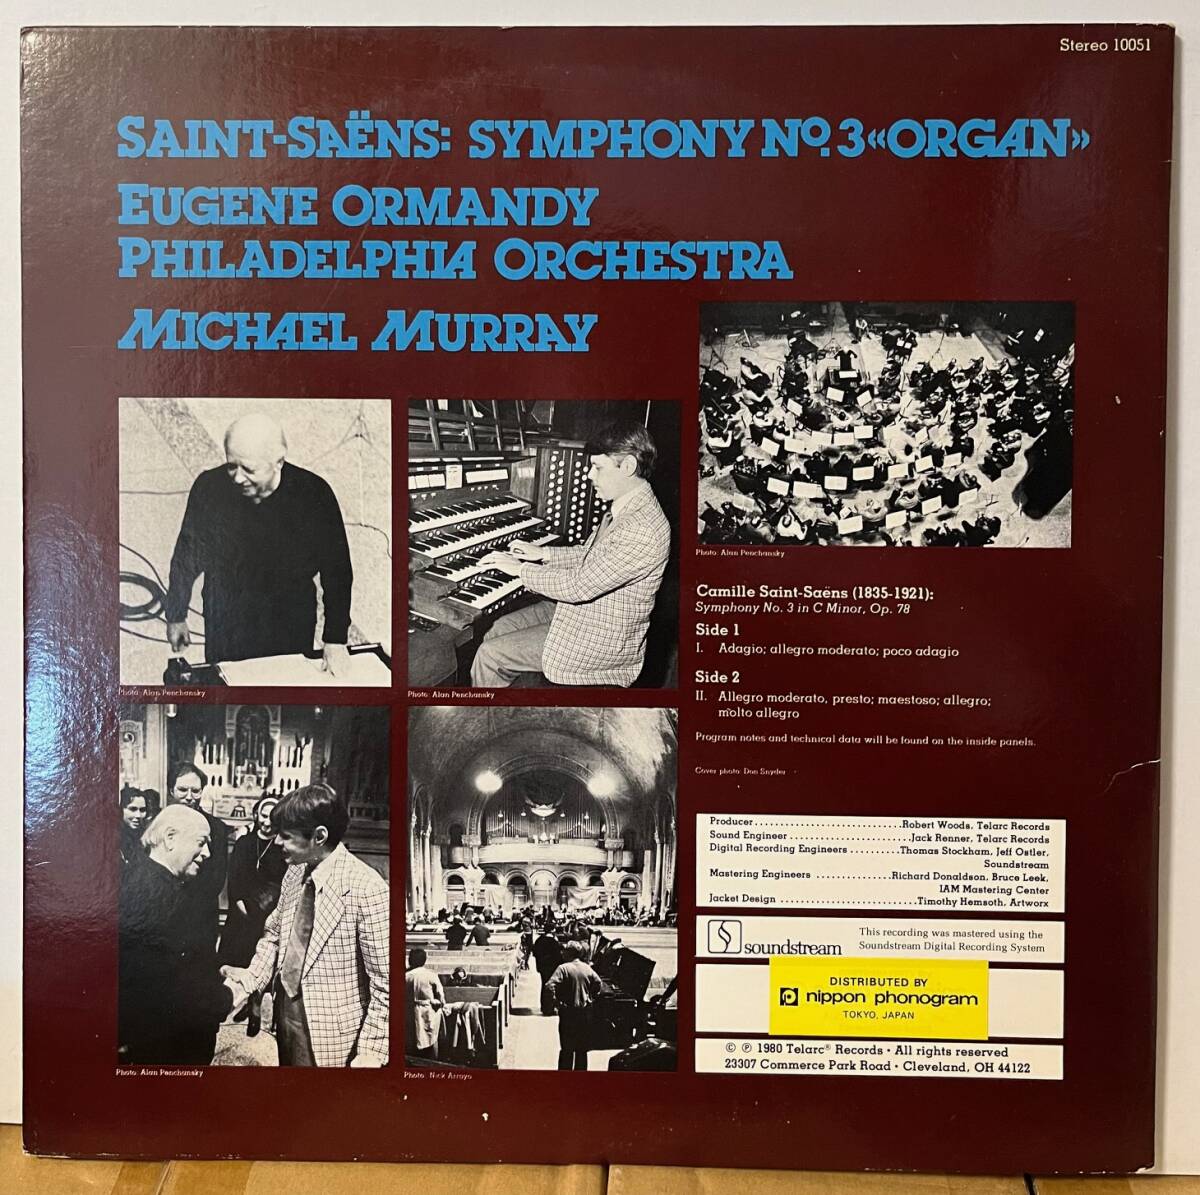 Stereo 10051
SAINT-SAËNS: SYMPHONY NO. 3 «ORGAN»
EUGENE ORMANDY
PHILADELPHIA ORCHESTRA
MICHAEL MURRAY
Photo: Alan Penchansky
Photo: Alan Penchansky
Photo: Alan Penchansky
Photo: Alan Penchansky
Photo: Nick Arroyo
Camille Saint-Saëns (1835-1921):
Symphony No. 3 in C Minor, Op. 78
Side 1
I. Adagio; allegro moderato; poco adagio
Side 2
II. Allegro moderato, presto; maestoso; allegro;
molto allegro
Program notes and technical data will be found on the inside panels.
Cover photo: Don Snyder
Producer...........................Robert Woods, Telarc Records
Sound Engineer......................Jack Renner, Telarc Records
Digital Recording Engineers.........Thomas Stockham, Jeff Ostler,
Soundstream
Mastering Engineers..............Richard Donaldson, Bruce Leek,
IAM Mastering Center
Jacket Design.........................Timothy Hemsoth, Artworx
soundstream
This recording was mastered using the
Soundstream Digital Recording System
DISTRIBUTED BY
nippon phonogram
TOKYO, JAPAN
© ℗ 1980 Telarc® Records • All rights reserved
23307 Commerce Park Road • Cleveland, OH 44122